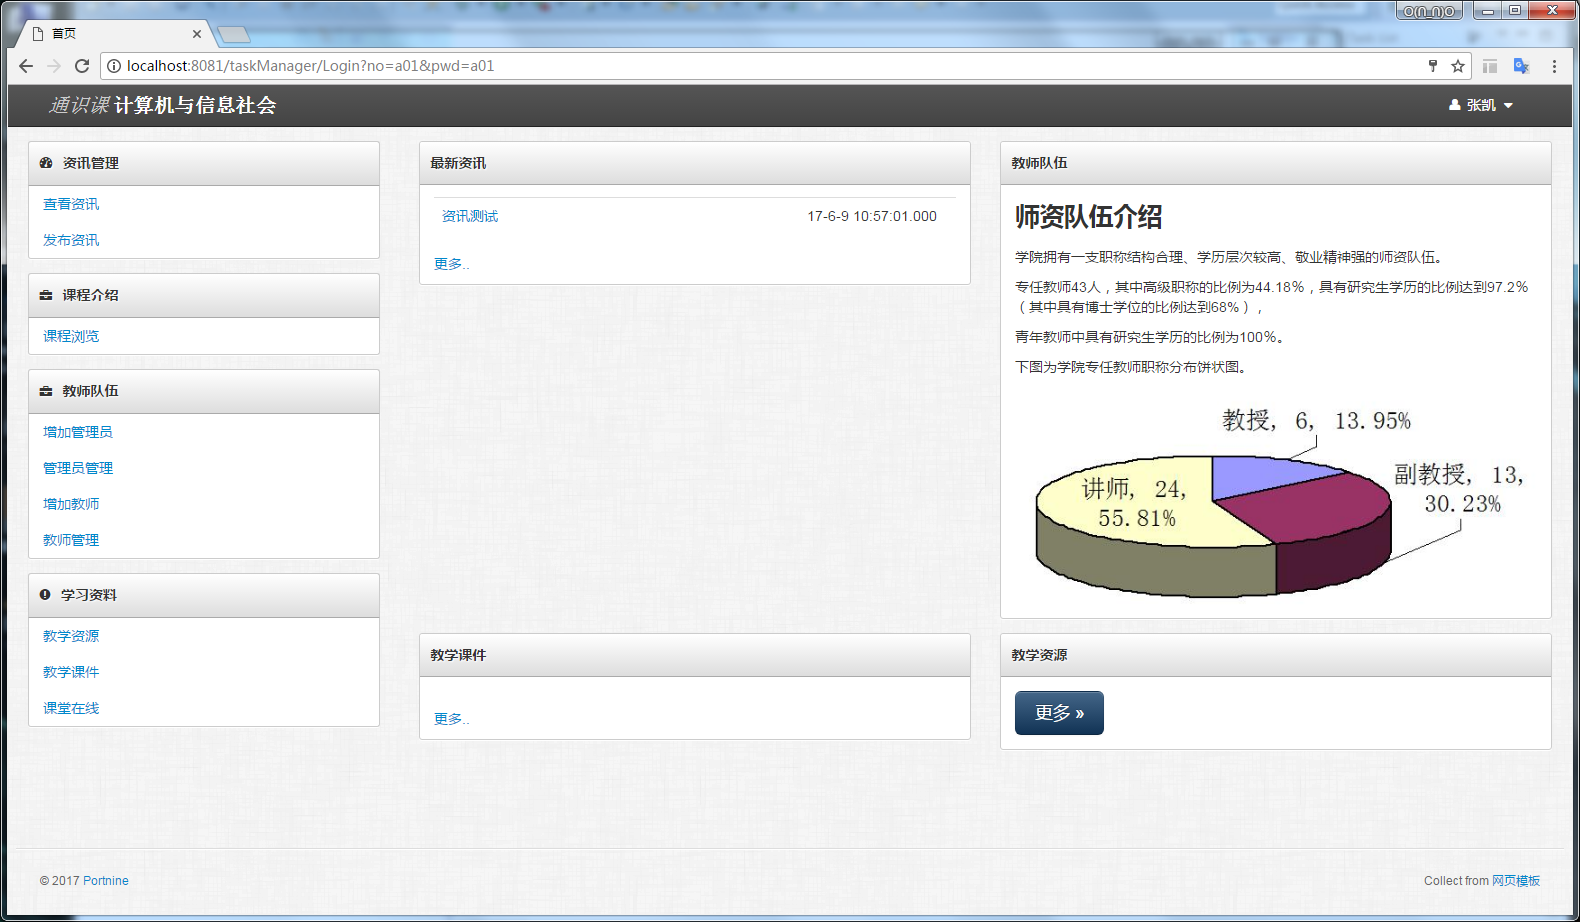 O(∩_∩)O
首页
localhost:8081/taskManager/Login?no=a01&pwd=a01
通识课 计算机与信息社会
张凯
资讯管理
查看资讯
发布资讯
课程介绍
课程浏览
教师队伍
增加管理员
管理员管理
增加教师
教师管理
学习资料
教学资源
教学课件
课堂在线
最新资讯
资讯测试 17-6-9 10:57:01.000
更多..
教师队伍
师资队伍介绍
学院拥有一支职称结构合理、学历层次较高、敬业精神强的师资队伍。
专任教师43人，其中高级职称的比例为44.18%，具有研究生学历的比例达到97.2%
（其中具有博士学位的比例达到68%），
青年教师中具有研究生学历的比例为100%。
下图为学院专任教师职称分布饼状图。
教授, 6, 13.95%
副教授, 13,
30.23%
讲师, 24,
55.81%
教学课件
更多..
教学资源
更多 »
© 2017 Portnine
Collect from 网页模板